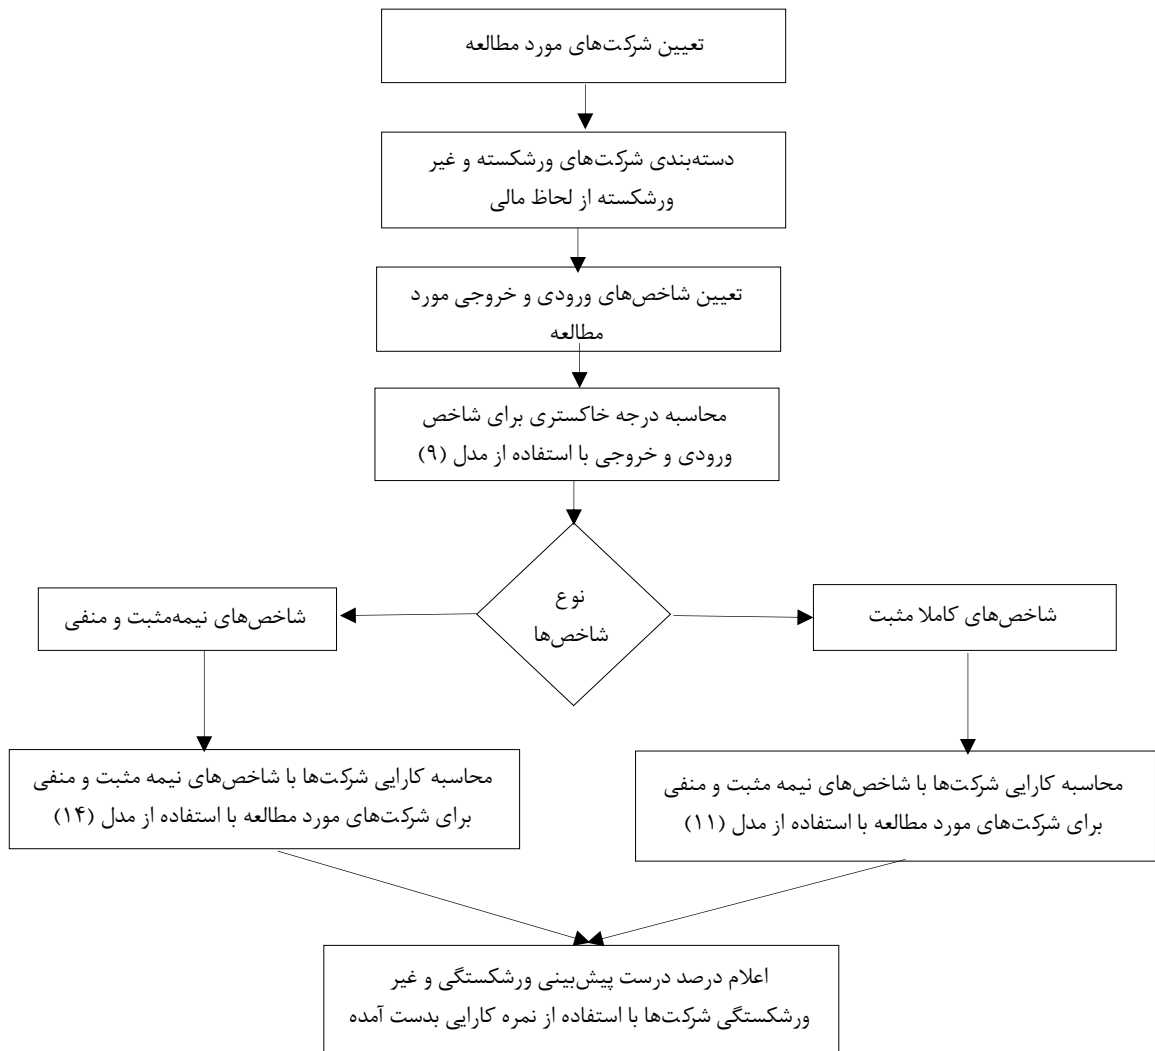 تعیین شرکت‌های مورد مطالعه
دسته‌بندی شرکت‌های ورشکسته و غیر
ورشکسته از لحاظ مالی
تعیین شاخص‌های ورودی و خروجی مورد
مطالعه
محاسبه درجه خاکستری برای شاخص
ورودی و خروجی با استفاده از مدل (۹)
نوع
شاخص‌ها
شاخص‌های کاملا مثبت
شاخص‌های نیمه‌مثبت و منفی
محاسبه کارایی شرکت‌ها با شاخص‌های نیمه مثبت و منفی
برای شرکت‌های مورد مطالعه با استفاده از مدل (۱۱)
محاسبه کارایی شرکت‌ها با شاخص‌های نیمه مثبت و منفی
برای شرکت‌های مورد مطالعه با استفاده از مدل (۱۴)
اعلام درصد درست پیش‌بینی ورشکستگی و غیر
ورشکستگی شرکت‌ها با استفاده از نمره کارایی بدست آمده